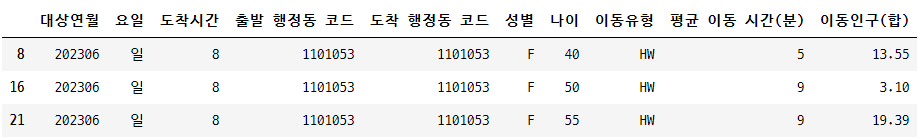 대상연월 요일 도착시간 출발 행정동 코드 도착 행정동 코드 성별 나이 이동유형 평균 이동 시간(분) 이동인구(합)
8 202306 일 8 1101053 1101053 F 40 HW 5 13.55
16 202306 일 8 1101053 1101053 F 50 HW 9 3.10
21 202306 일 8 1101053 1101053 F 55 HW 9 19.39